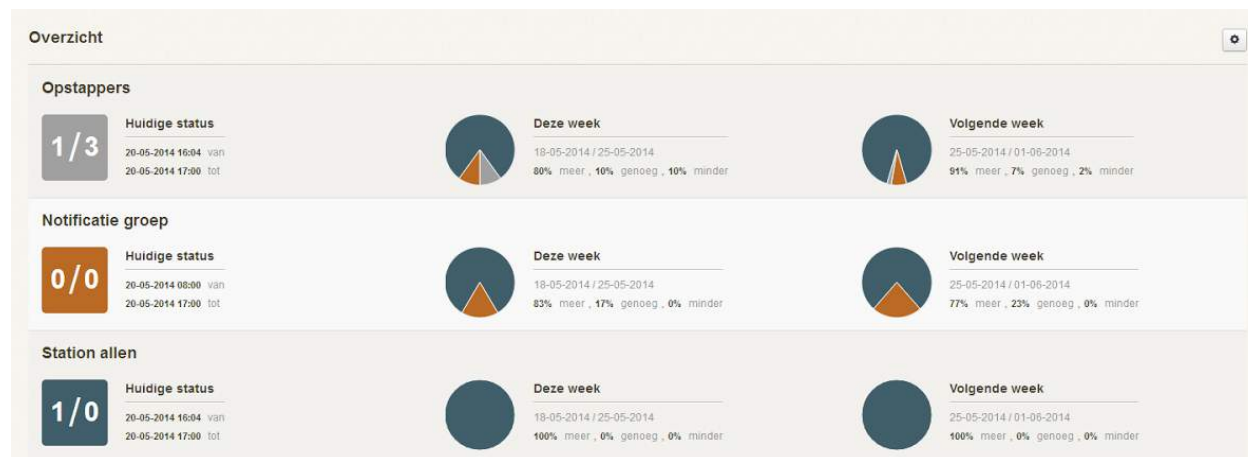 Overzicht
Opstappers
1/3
Huidige status
20-05-2014 16:04 van
20-05-2014 17:00 tot
Deze week
18-05-2014 / 25-05-2014
80% meer , 10% genoeg , 10% minder
Volgende week
25-05-2014 / 01-06-2014
91% meer , 7% genoeg , 2% minder
Notificatie groep
0/0
Huidige status
20-05-2014 08:00 van
20-05-2014 17:00 tot
Deze week
18-05-2014 / 25-05-2014
83% meer , 17% genoeg , 0% minder
Volgende week
25-05-2014 / 01-06-2014
77% meer , 23% genoeg , 0% minder
Station allen
1/0
Huidige status
20-05-2014 16:04 van
20-05-2014 17:00 tot
Deze week
18-05-2014 / 25-05-2014
100% meer , 0% genoeg , 0% minder
Volgende week
25-05-2014 / 01-06-2014
100% meer , 0% genoeg , 0% minder